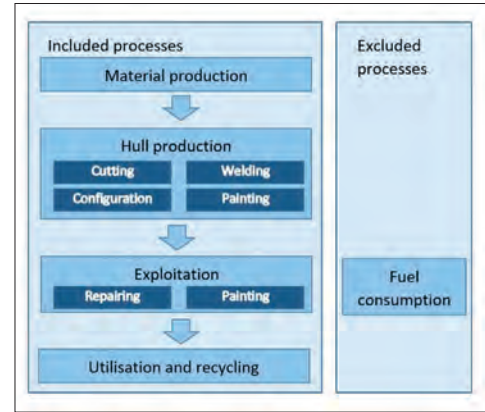 Included processes
Material production
Hull production
Cutting
Welding
Configuration
Painting
Exploitation
Repairing
Painting
Utilisation and recycling
Excluded
processes
Fuel
consumption